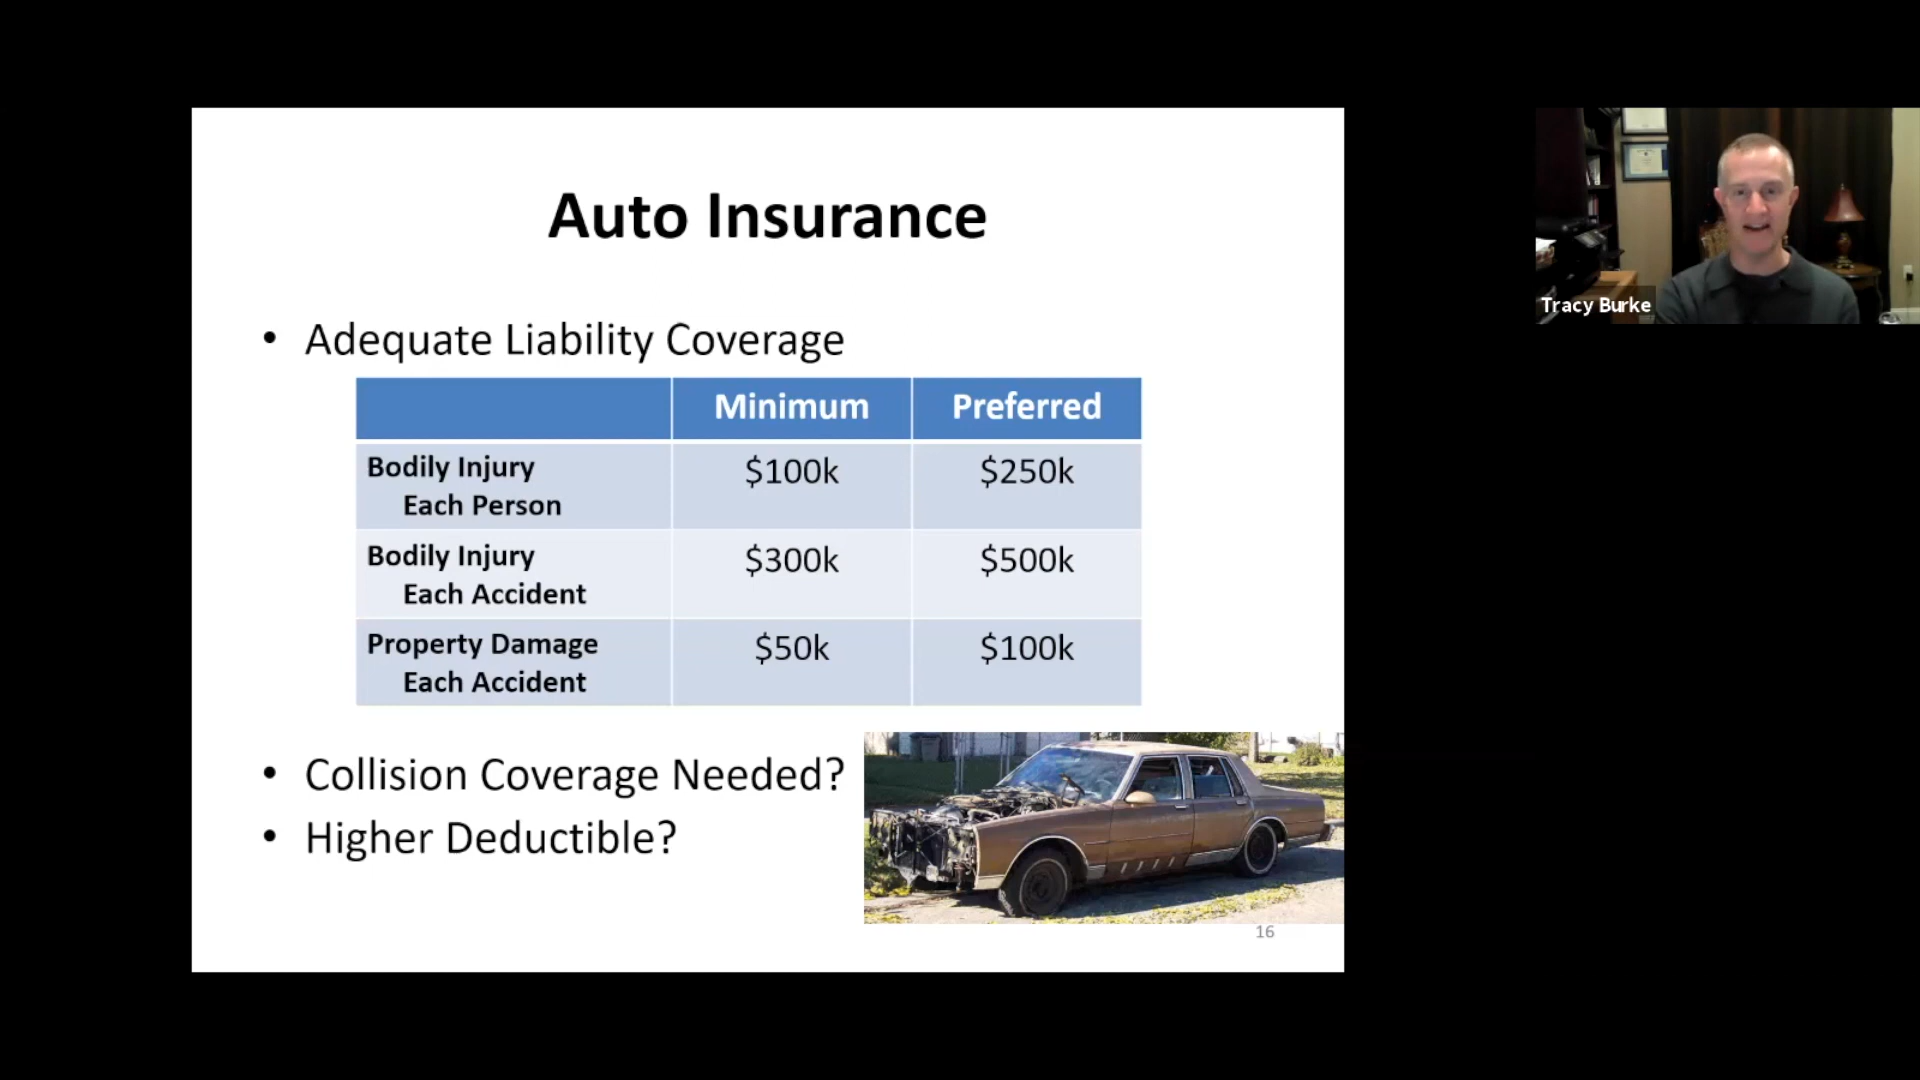 Auto Insurance
• Adequate Liability Coverage
Minimum Preferred
Bodily Injury $100k $250k
Each Person
Bodily Injury $300k $500k
Each Accident
Property Damage $50k $100k
Each Accident
• Collision Coverage Needed?
• Higher Deductible?
16
Tracy Burke